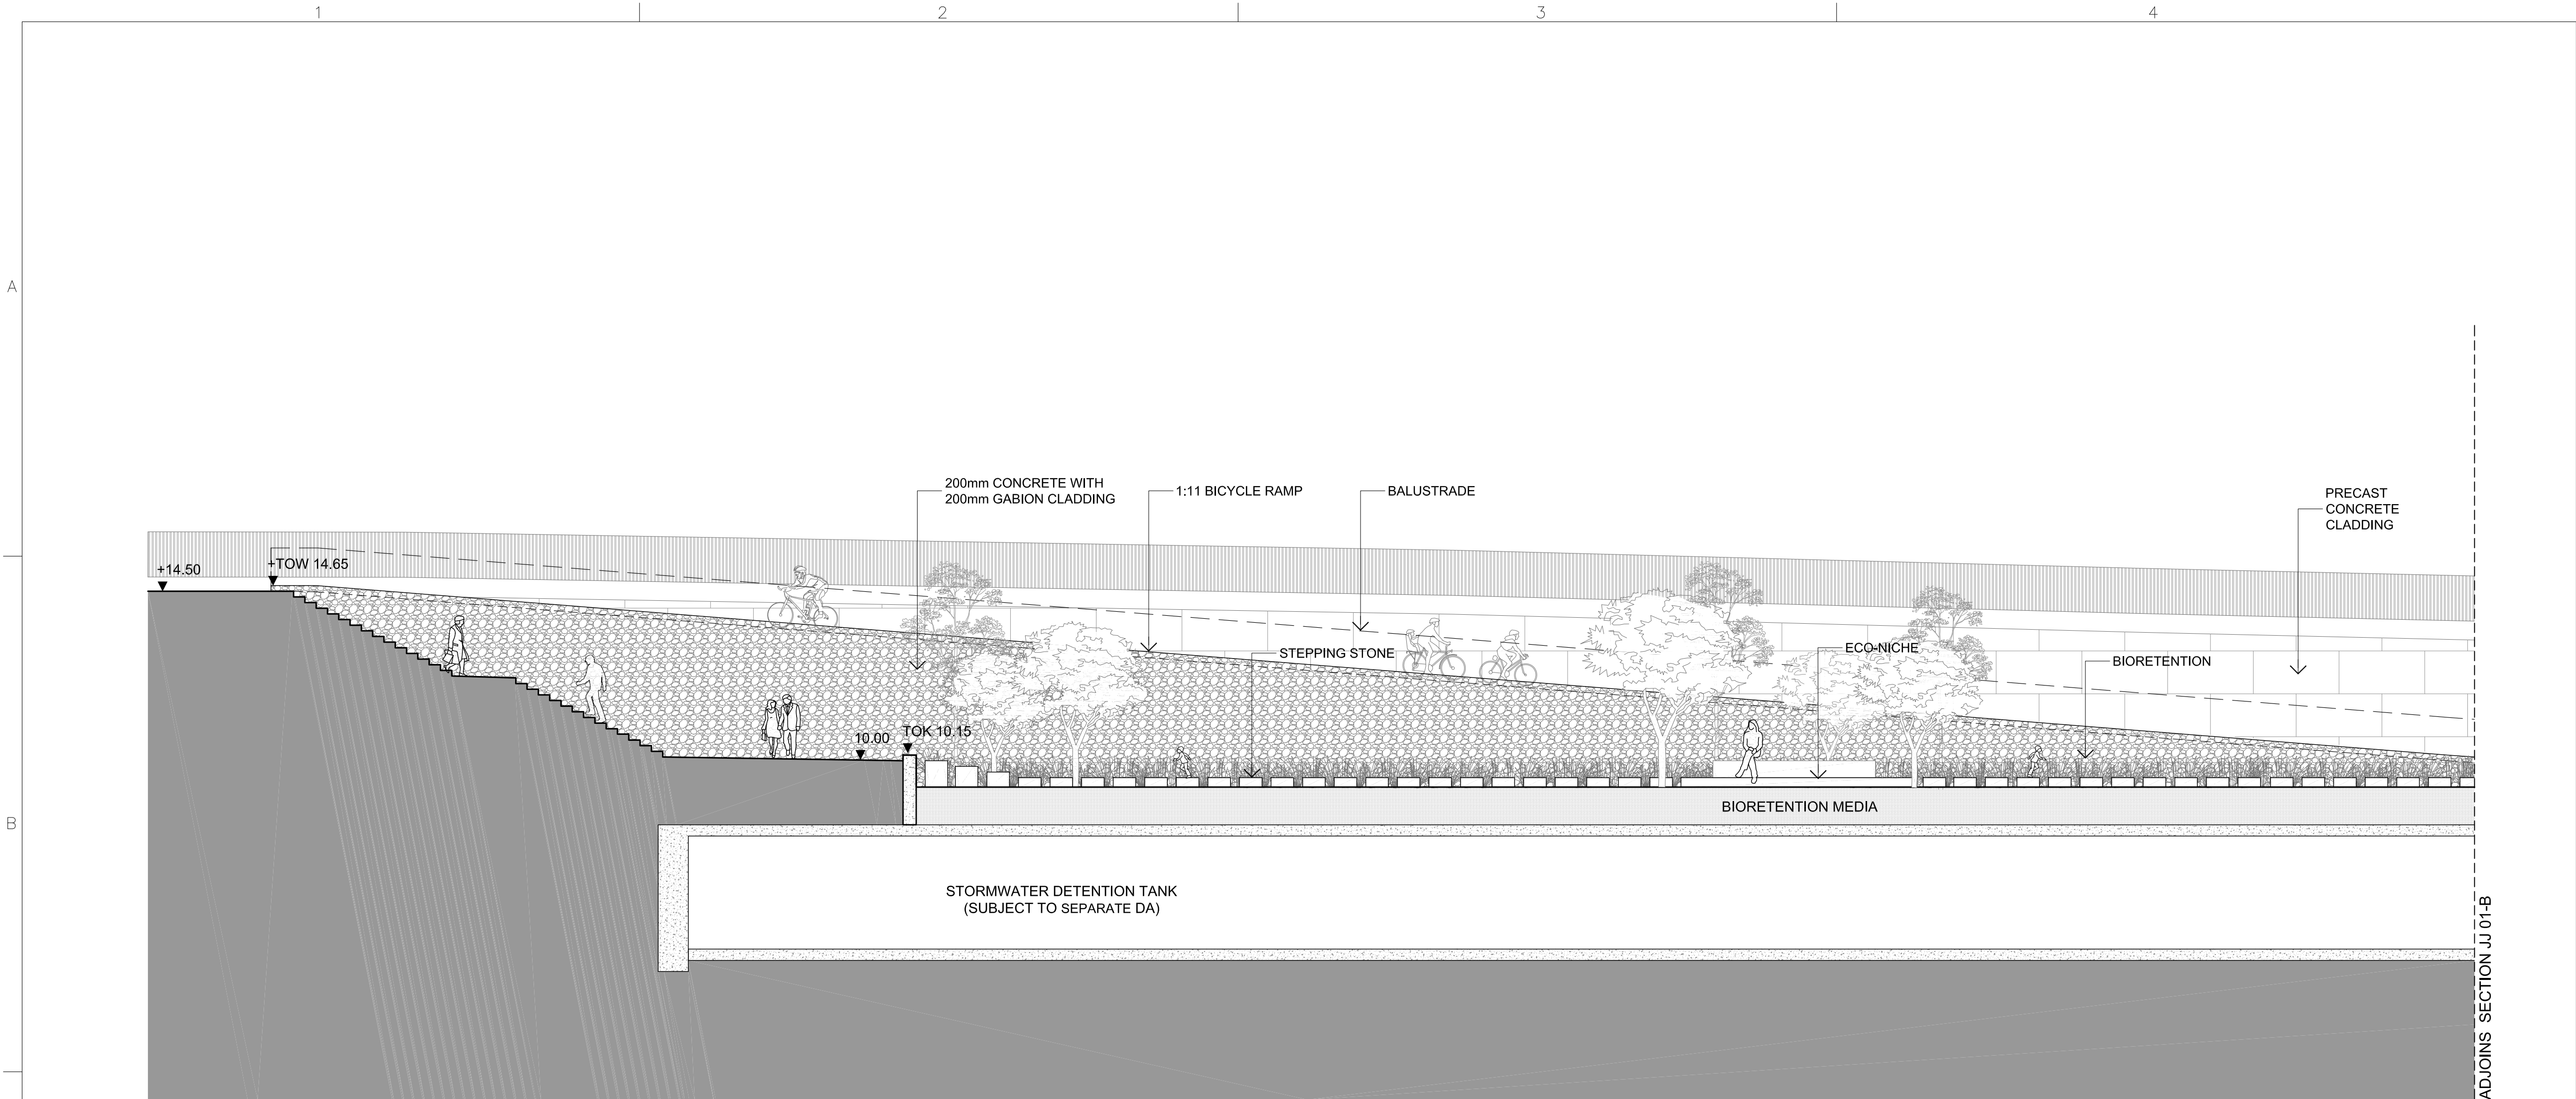 1
2
3
4
A
200mm CONCRETE WITH
200mm GABION CLADDING
1:11 BICYCLE RAMP
BALUSTRADE
PRECAST
CONCRETE
CLADDING
+14.50
+TOW 14.65
STEPPING STONE
ECO-NICHE
BIORETENTION
10.00
TOK 10.15
B
BIORETENTION MEDIA
STORMWATER DETENTION TANK
(SUBJECT TO SEPARATE DA)
ADJOINS SECTION JJ 01-B